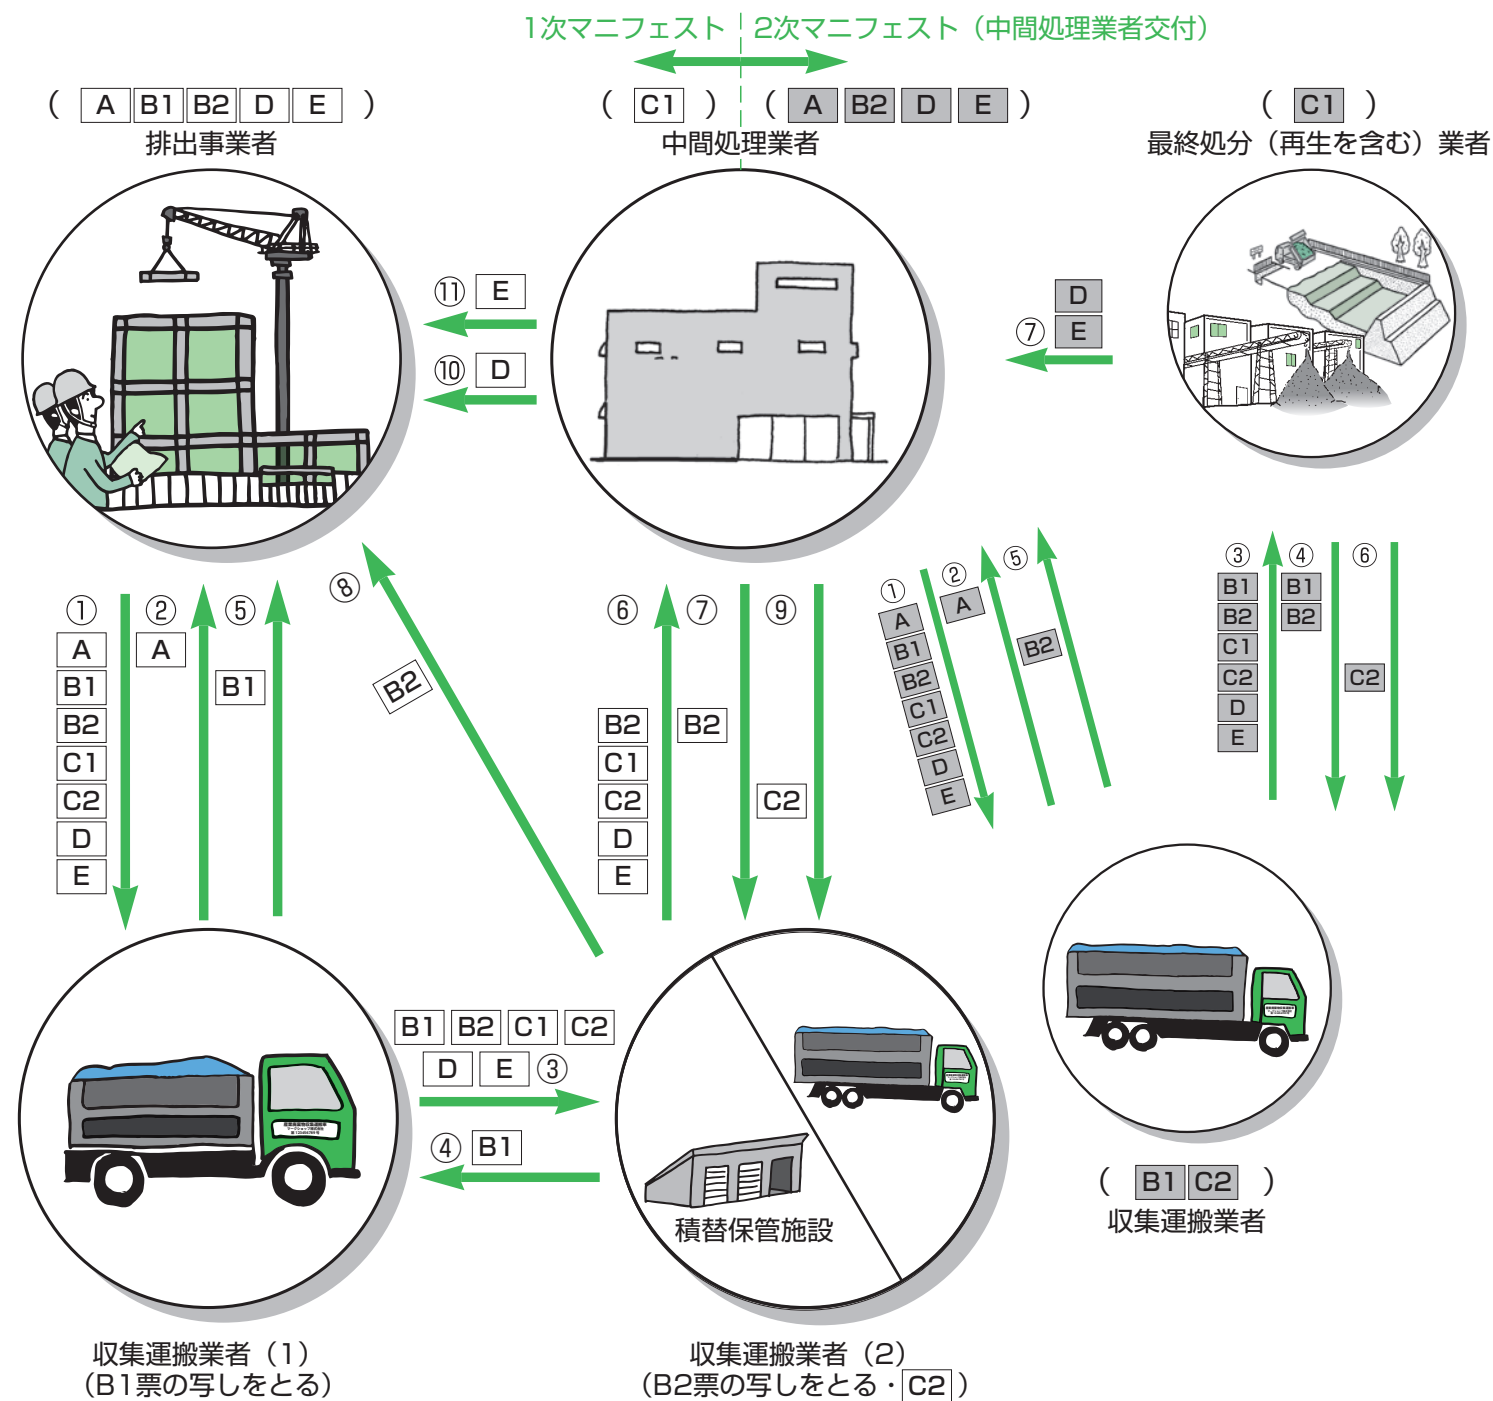 1次マニフェスト 2次マニフェスト（中間処理業者交付）
（ A B1 B2 D E ）
排出事業者
（ C1 ）（ A B2 D E ）
中間処理業者
（ C1 ）
最終処分（再生を含む）業者
⑪ E
⑩ D
D
⑦ E
①
A
B1
B2
C1
C2
D
E
②
A
⑤
B1
⑧
B2
⑥
B2
C1
C2
D
E
⑦
B2
⑨
C2
①
A
B1
B2
C1
C2
D
E
②
A
⑤
B2
③
B1
B2
C1
C2
D
E
④
B1
B2
⑥
C2
B1 B2 C1 C2
D E ③
④ B1
積替保管施設
（ B1 C2 ）
収集運搬業者
収集運搬業者（1）
（B1票の写しをとる）
収集運搬業者（2）
（B2票の写しをとる・C2）